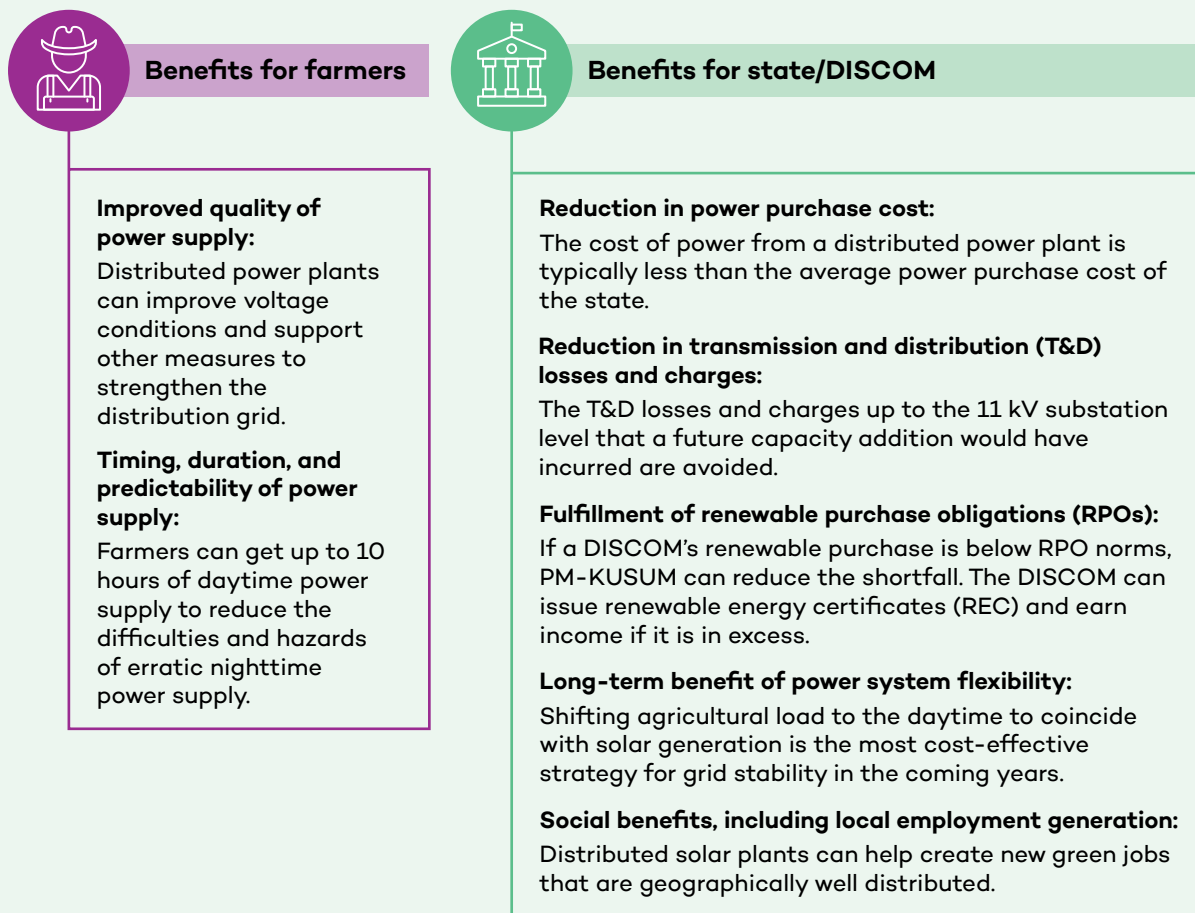 Benefits for farmers
Improved quality of
power supply:
Distributed power plants
can improve voltage
conditions and support
other measures to
strengthen the
distribution grid.
Timing, duration, and
predictability of power
supply:
Farmers can get up to 10
hours of daytime power
supply to reduce the
difficulties and hazards
of erratic nighttime
power supply.
Benefits for state/DISCOM
Reduction in power purchase cost:
The cost of power from a distributed power plant is
typically less than the average power purchase cost of
the state.
Reduction in transmission and distribution (T&D)
losses and charges:
The T&D losses and charges up to the 11 kV substation
level that a future capacity addition would have
incurred are avoided.
Fulfillment of renewable purchase obligations (RPOs):
If a DISCOM's renewable purchase is below RPO norms,
PM-KUSUM can reduce the shortfall. The DISCOM can
issue renewable energy certificates (REC) and earn
income if it is in excess.
Long-term benefit of power system flexibility:
Shifting agricultural load to the daytime to coincide
with solar generation is the most cost-effective
strategy for grid stability in the coming years.
Social benefits, including local employment generation:
Distributed solar plants can help create new green jobs
that are geographically well distributed.